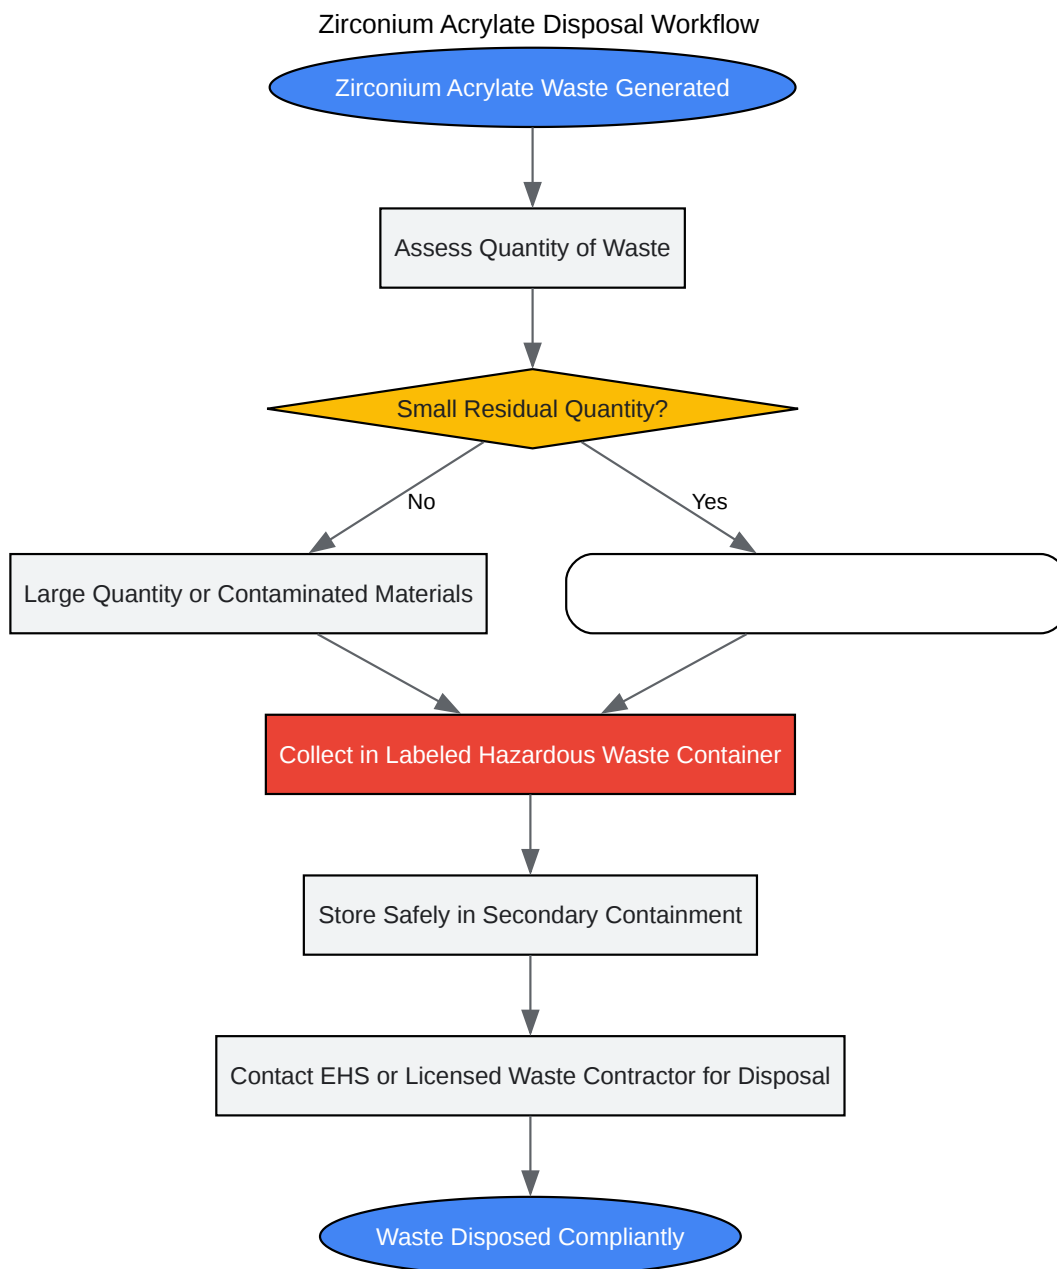 Zirconium Acrylate Disposal Workflow
Zirconium Acrylate Waste Generated
Assess Quantity of Waste
Small Residual Quantity?
No
Yes
Large Quantity or Contaminated Materials
Collect in Labeled Hazardous Waste Container
Store Safely in Secondary Containment
Contact EHS or Licensed Waste Contractor for Disposal
Waste Disposed Compliantly